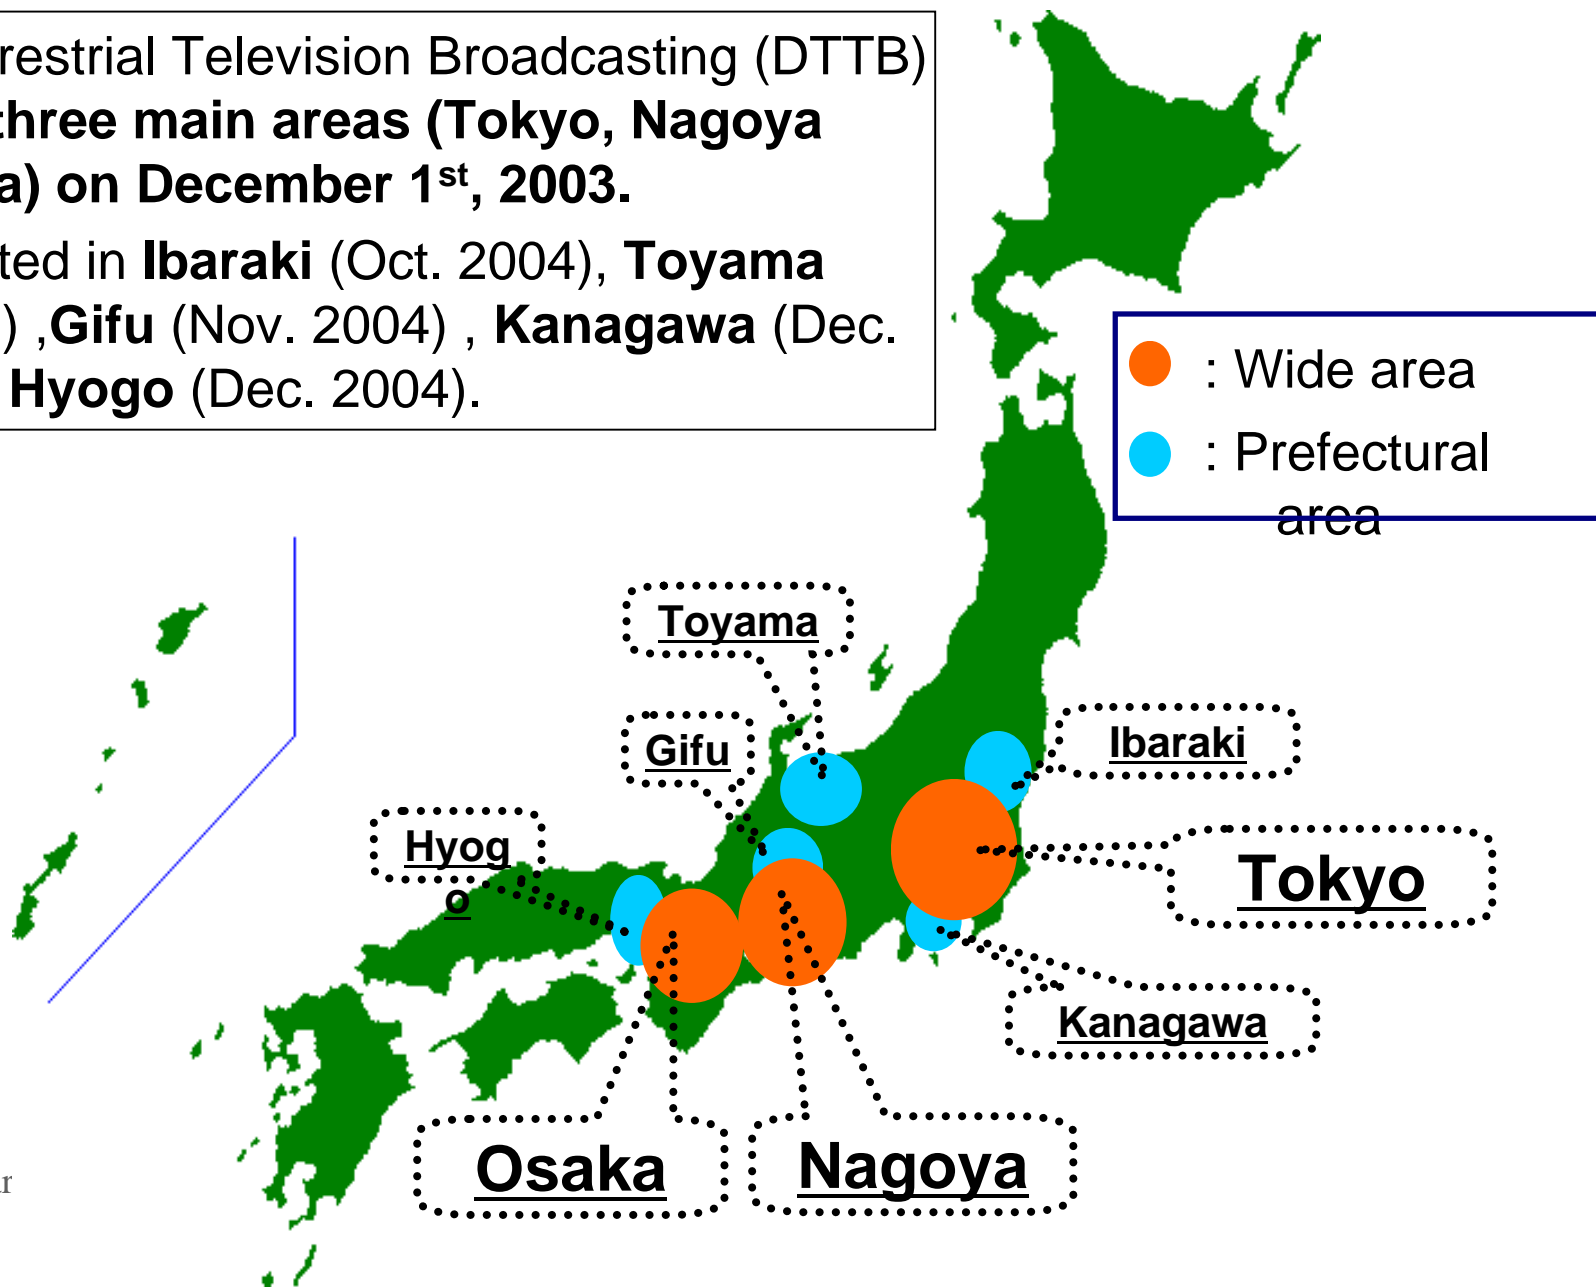 restrial Television Broadcasting (DTTB)
three main areas (Tokyo, Nagoya
a) on December 1st, 2003.
ted in Ibaraki (Oct. 2004), Toyama
) ,Gifu (Nov. 2004) , Kanagawa (Dec.
Hyogo (Dec. 2004).
: Wide area
: Prefectural
area
Toyama
Gifu
Ibaraki
Hyog
o
Tokyo
Kanagawa
Osaka
Nagoya